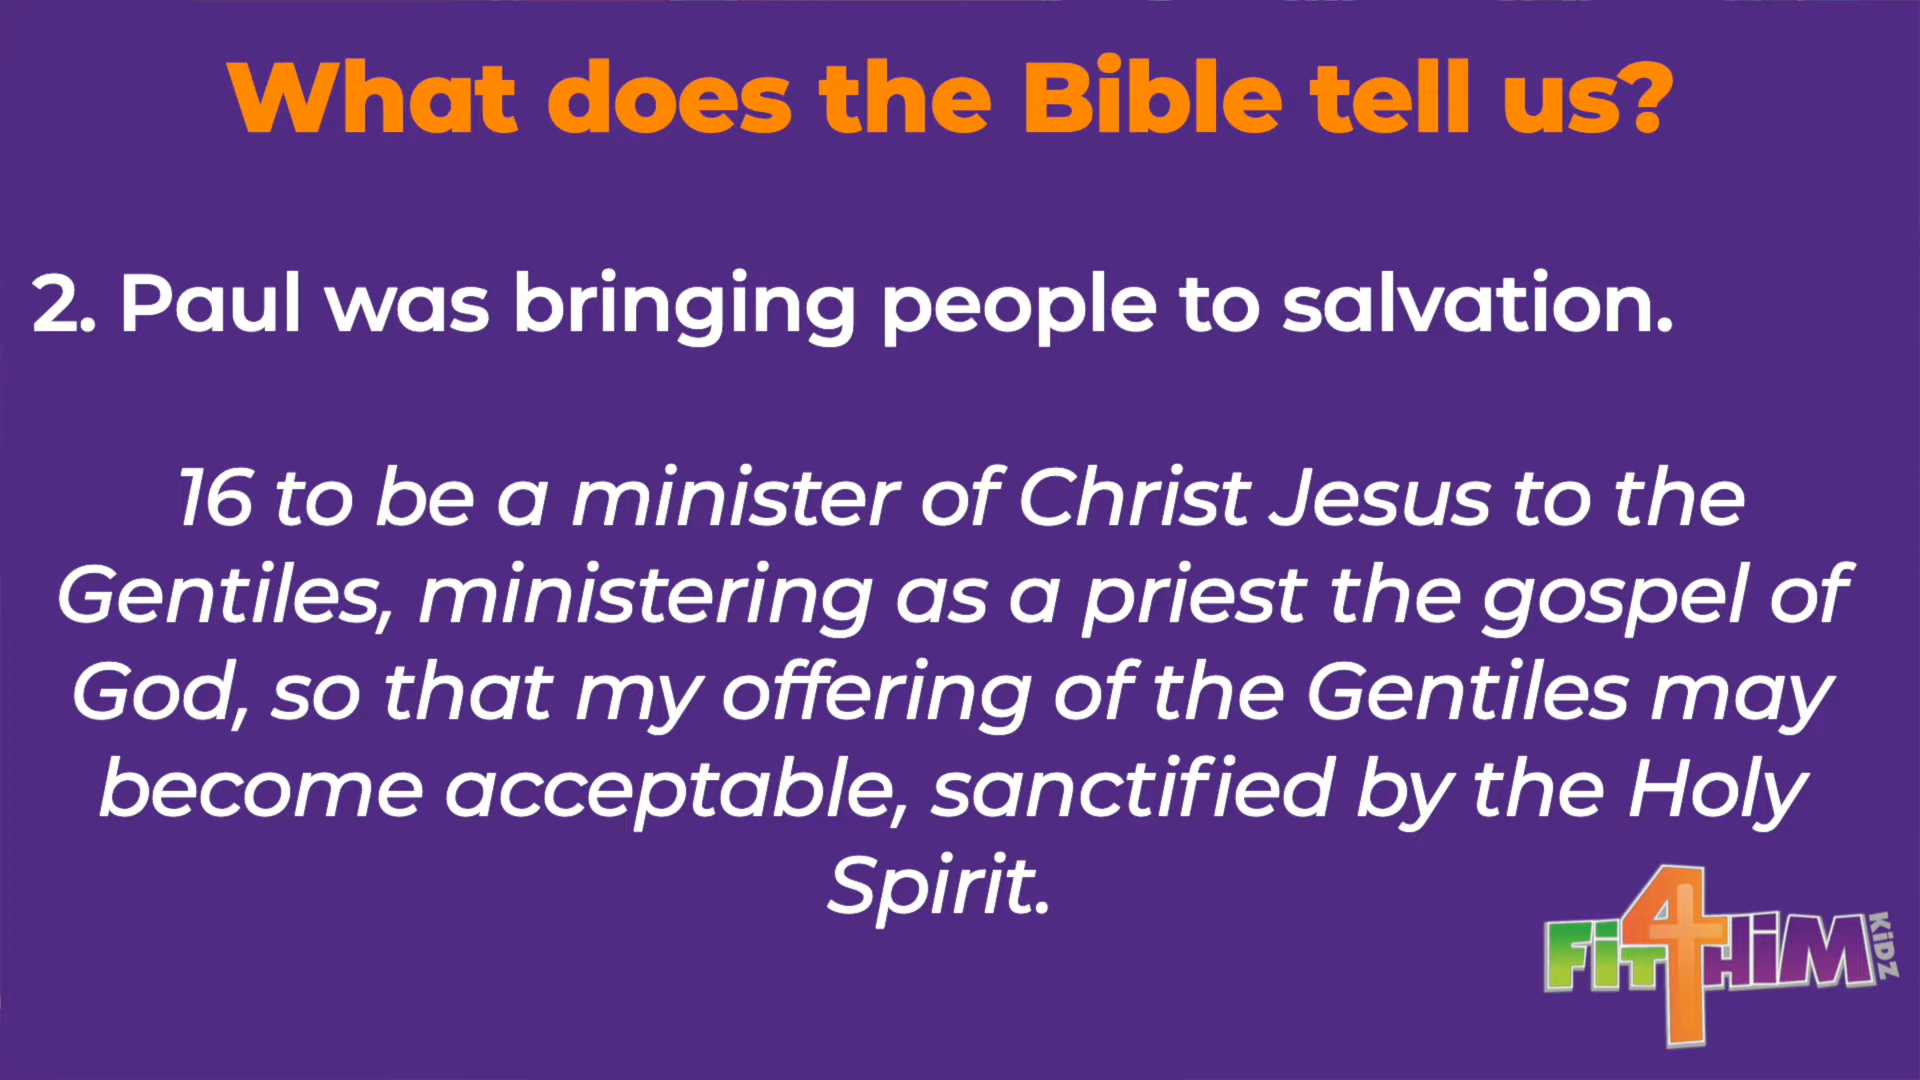 What does the Bible tell us?
2. Paul was bringing people to salvation.
16 to be a minister of Christ Jesus to the
Gentiles, ministering as a priest the gospel of
God, so that my offering of the Gentiles may
become acceptable, sanctified by the Holy
Spirit.
FiT4HiM KiDZ